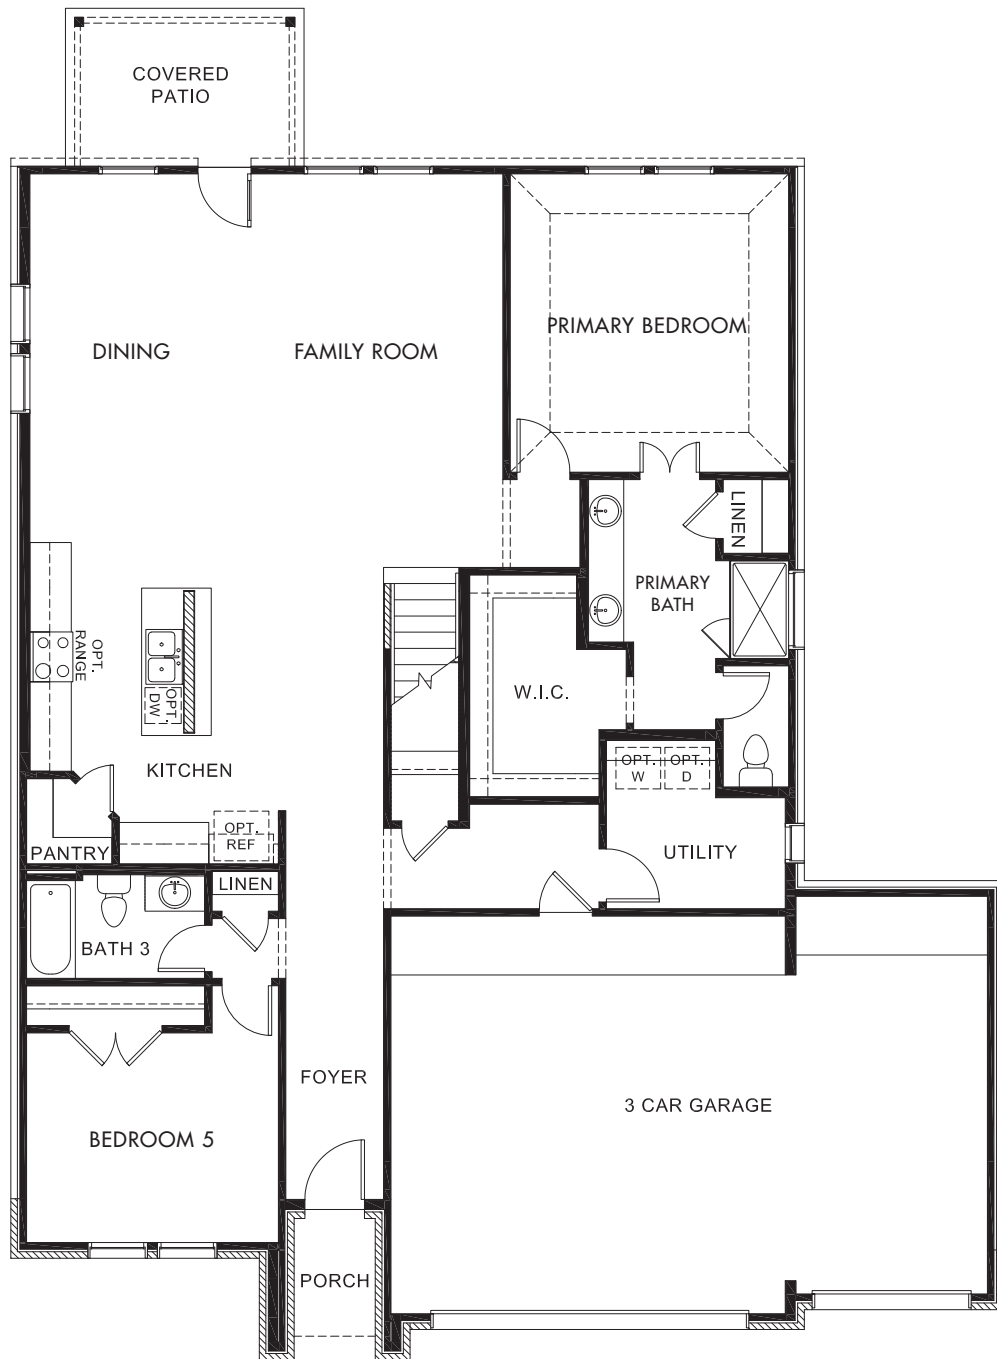 COVERED
PATIO
DINING
FAMILY ROOM
PRIMARY BEDROOM
LINEN
PRIMARY
BATH
OPT.
RANGE
OPT.
DW
W.I.C.
KITCHEN
OPT.
W
OPT.
D
OPT.
REF
PANTRY
UTILITY
LINEN
BATH 3
FOYER
3 CAR GARAGE
BEDROOM 5
PORCH